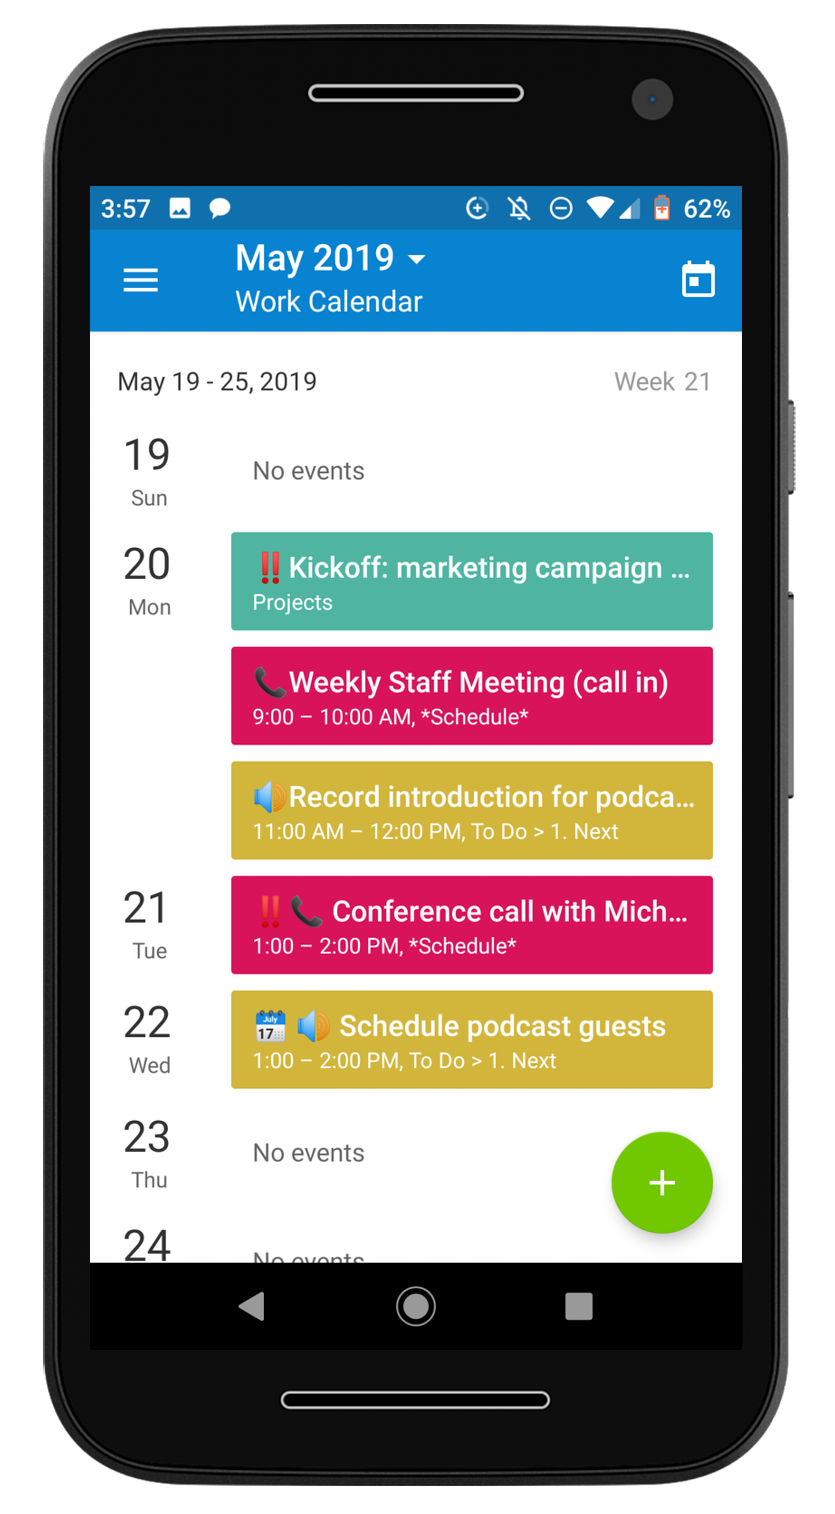 3:57 62%
May 2019
Work Calendar
May 19 - 25, 2019 Week 21
19
Sun
No events
20
Mon
‼️Kickoff: marketing campaign ...
Projects
📞Weekly Staff Meeting (call in)
9:00 – 10:00 AM, *Schedule*
🔊Record introduction for podca...
11:00 AM – 12:00 PM, To Do > 1. Next
21
Tue
‼️📞 Conference call with Mich...
1:00 – 2:00 PM, *Schedule*
22
Wed
July
17
🔊 Schedule podcast guests
1:00 – 2:00 PM, To Do > 1. Next
23
Thu
No events
24
No events